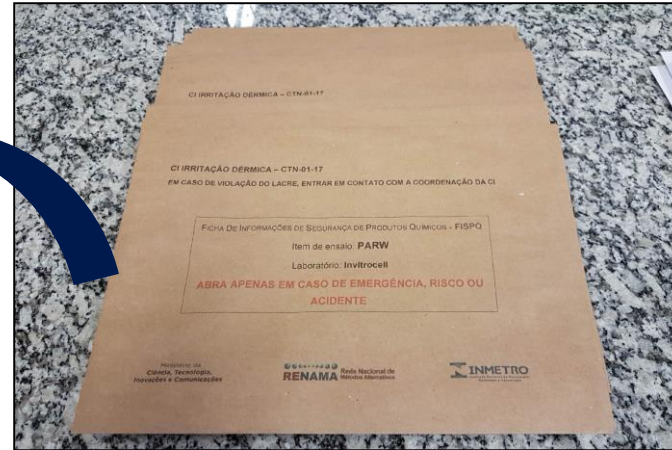 CI IRRITAÇÃO DÉRMICA – CTN-01-17
CI IRRITAÇÃO DÉRMICA – CTN-01-17
EM CASO DE VIOLAÇÃO DO LACRE, ENTRAR EM CONTATO COM A COORDENAÇÃO DA CI
FICHA DE INFORMAÇÕES DE SEGURANÇA DE PRODUTOS QUÍMICOS - FISPQ
Item de ensaio: PARW
Laboratório: Invitrocell
ABRA APENAS EM CASO DE EMERGÊNCIA, RISCO OU
ACIDENTE
Ministério da
Ciência, Tecnologia,
Inovações e Comunicações
RENAMA
Rede Nacional de
Métodos Alternativos
INMETRO